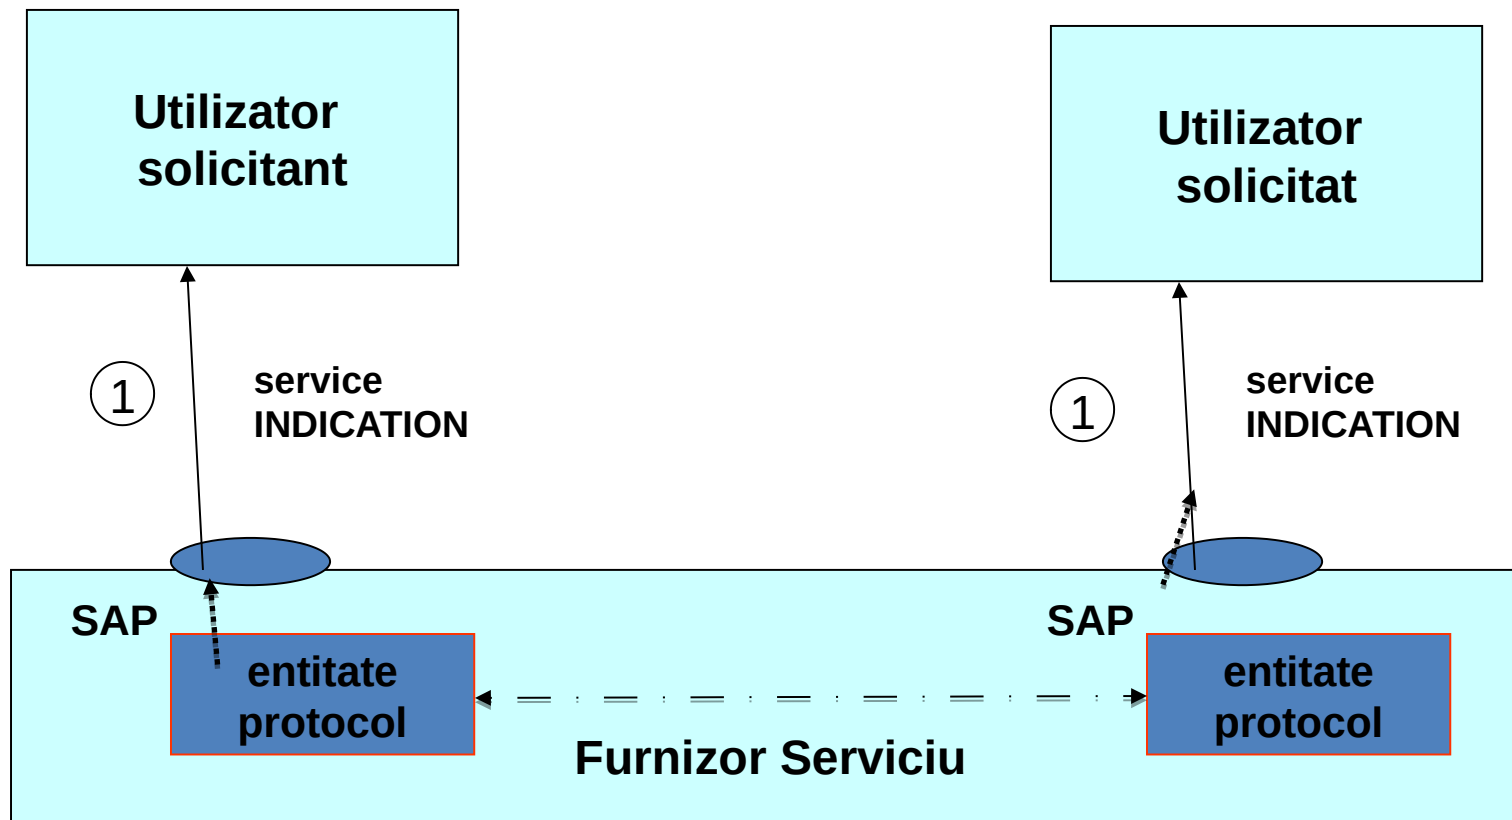 Utilizator
solicitant
Utilizator
solicitat
1
service
INDICATION
1
service
INDICATION
SAP
SAP
entitate
protocol
entitate
protocol
Furnizor Serviciu